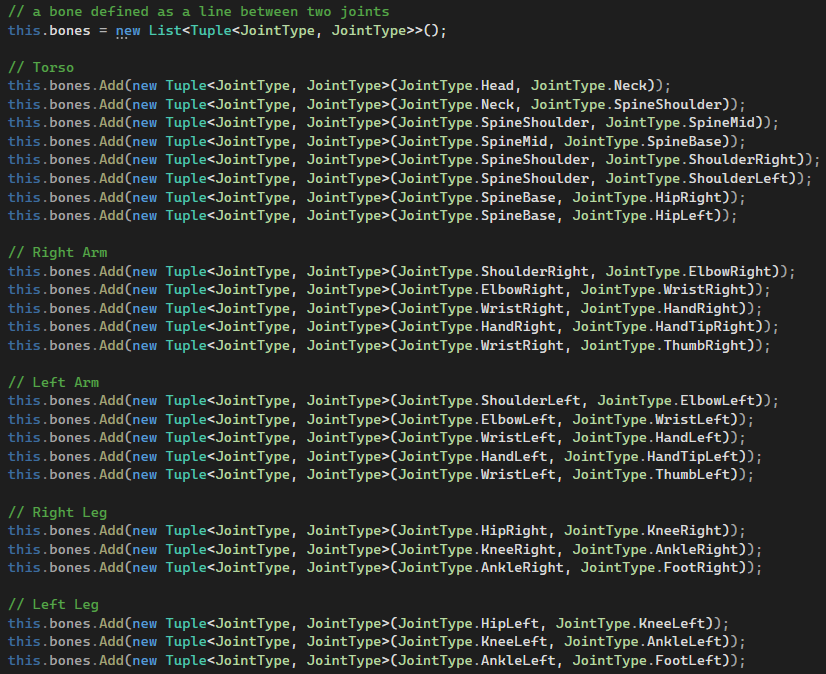 // a bone defined as a line between two joints
this.bones = new List<Tuple<JointType, JointType>>();
// Torso
this.bones.Add(new Tuple<JointType, JointType>(JointType.Head, JointType.Neck));
this.bones.Add(new Tuple<JointType, JointType>(JointType.Neck, JointType.SpineShoulder));
this.bones.Add(new Tuple<JointType, JointType>(JointType.SpineShoulder, JointType.SpineMid));
this.bones.Add(new Tuple<JointType, JointType>(JointType.SpineMid, JointType.SpineBase));
this.bones.Add(new Tuple<JointType, JointType>(JointType.SpineShoulder, JointType.ShoulderRight));
this.bones.Add(new Tuple<JointType, JointType>(JointType.SpineShoulder, JointType.ShoulderLeft));
this.bones.Add(new Tuple<JointType, JointType>(JointType.SpineBase, JointType.HipRight));
this.bones.Add(new Tuple<JointType, JointType>(JointType.SpineBase, JointType.HipLeft));
// Right Arm
this.bones.Add(new Tuple<JointType, JointType>(JointType.ShoulderRight, JointType.ElbowRight));
this.bones.Add(new Tuple<JointType, JointType>(JointType.ElbowRight, JointType.WristRight));
this.bones.Add(new Tuple<JointType, JointType>(JointType.WristRight, JointType.HandRight));
this.bones.Add(new Tuple<JointType, JointType>(JointType.HandRight, JointType.HandTipRight));
this.bones.Add(new Tuple<JointType, JointType>(JointType.WristRight, JointType.ThumbRight));
// Left Arm
this.bones.Add(new Tuple<JointType, JointType>(JointType.ShoulderLeft, JointType.ElbowLeft));
this.bones.Add(new Tuple<JointType, JointType>(JointType.ElbowLeft, JointType.WristLeft));
this.bones.Add(new Tuple<JointType, JointType>(JointType.WristLeft, JointType.HandLeft));
this.bones.Add(new Tuple<JointType, JointType>(JointType.HandLeft, JointType.HandTipLeft));
this.bones.Add(new Tuple<JointType, JointType>(JointType.WristLeft, JointType.ThumbLeft));
// Right Leg
this.bones.Add(new Tuple<JointType, JointType>(JointType.HipRight, JointType.KneeRight));
this.bones.Add(new Tuple<JointType, JointType>(JointType.KneeRight, JointType.AnkleRight));
this.bones.Add(new Tuple<JointType, JointType>(JointType.AnkleRight, JointType.FootRight));
// Left Leg
this.bones.Add(new Tuple<JointType, JointType>(JointType.HipLeft, JointType.KneeLeft));
this.bones.Add(new Tuple<JointType, JointType>(JointType.KneeLeft, JointType.AnkleLeft));
this.bones.Add(new Tuple<JointType, JointType>(JointType.AnkleLeft, JointType.FootLeft));